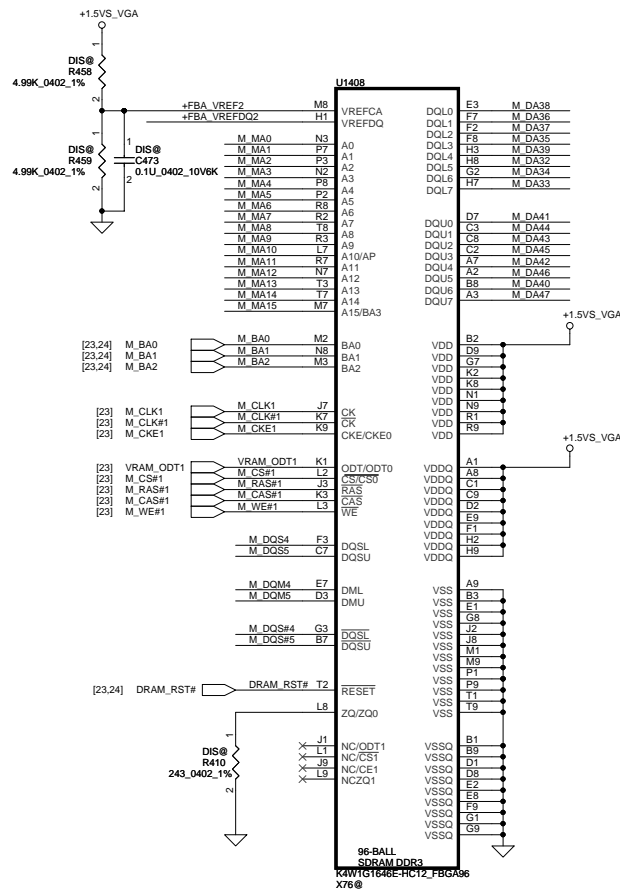 +1.5VS_VGA
1
DIS@
R458
4.99K_0402_1%
2
1
DIS@
R459
4.99K_0402_1%
2
1
DIS@
C473
0.1U_0402_10V6K
2
U1408
+FBA_VREF2 M8 VREFCA
+FBA_VREFDQ2 H1 VREFDQ
M_MA0 N3 A0
M_MA1 P7 A1
M_MA2 P3 A2
M_MA3 N2 A3
M_MA4 P8 A4
M_MA5 P2 A5
M_MA6 R8 A6
M_MA7 R2 A7
M_MA8 T8 A8
M_MA9 R3 A9
M_MA10 L7 A10/AP
M_MA11 R7 A11
M_MA12 N7 A12
M_MA13 T3 A13
M_MA14 T7 A14
M_MA15 M7 A15/BA3
[23,24] M_BA0 M_BA0 M2 BA0
[23,24] M_BA1 M_BA1 N8 BA1
[23,24] M_BA2 M_BA2 M3 BA2
[23] M_CLK1 M_CLK1 J7 CK
[23] M_CLK#1 M_CLK#1 K7 CK
[23] M_CKE1 M_CKE1 K9 CKE/CKE0
[23] VRAM_ODT1 VRAM_ODT1 K1 ODT/ODT0
[23] M_CS#1 M_CS#1 L2 CS/CS0
[23] M_RAS#1 M_RAS#1 J3 RAS
[23] M_CAS#1 M_CAS#1 K3 CAS
[23] M_WE#1 M_WE#1 L3 WE
M_DQS4 F3 DQSL
M_DQS5 C7 DQSU
M_DQM4 E7 DML
M_DQM5 D3 DMU
M_DQS#4 G3 DQSL
M_DQS#5 B7 DQSU
[23,24] DRAM_RST# DRAM_RST# T2 RESET
L8 ZQ/ZQ0
1
DIS@
R410
243_0402_1%
2
J1 NC/ODT1
L1 NC/CS1
J9 NC/CE1
L9 NCZQ1
DQL0 E3 M_DA38
DQL1 F7 M_DA36
DQL2 F2 M_DA37
DQL3 F8 M_DA35
DQL4 H3 M_DA39
DQL5 H8 M_DA32
DQL6 G2 M_DA34
DQL7 H7 M_DA33
DQU0 D7 M_DA41
DQU1 C3 M_DA44
DQU2 C8 M_DA43
DQU3 C2 M_DA45
DQU4 A7 M_DA42
DQU5 A2 M_DA46
DQU6 B8 M_DA40
DQU7 A3 M_DA47
+1.5VS_VGA
VDD B2
VDD D9
VDD G7
VDD K2
VDD K8
VDD N1
VDD N9
VDD R1
VDD R9
+1.5VS_VGA
VDDQ A1
VDDQ A8
VDDQ C1
VDDQ C9
VDDQ D2
VDDQ E9
VDDQ F1
VDDQ H2
VDDQ H9
VSS A9
VSS B3
VSS E1
VSS G8
VSS J2
VSS J8
VSS M1
VSS M9
VSS P1
VSS P9
VSS T1
VSS T9
VSSQ B1
VSSQ B9
VSSQ D1
VSSQ D8
VSSQ E2
VSSQ E8
VSSQ F9
VSSQ G1
VSSQ G9
96-BALL
SDRAM DDR3
K4W1G1646E-HC12_FBGA96
X76@